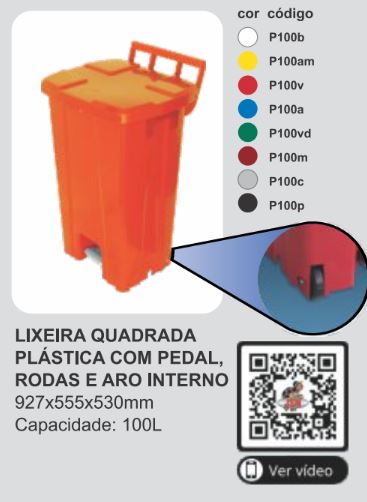 cor código
P100b
P100am
P100v
P100a
P100vd
P100m
P100c
P100p
LIXEIRA QUADRADA
PLÁSTICA COM PEDAL,
RODAS E ARO INTERNO
927x555x530mm
Capacidade: 100L
Ver vídeo